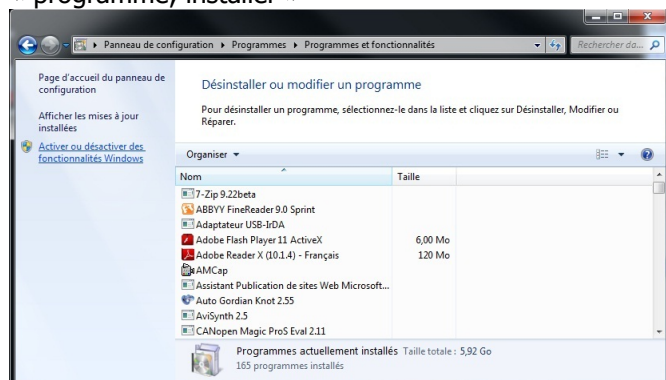 « programme, installer »
Panneau de configuration ▸ Programmes ▸ Programmes et fonctionnalités
Rechercher da...
Page d'accueil du panneau de
configuration
Afficher les mises à jour
installées
Activer ou désactiver des
fonctionnalités Windows
Désinstaller ou modifier un programme
Pour désinstaller un programme, sélectionnez-le dans la liste et cliquez sur Désinstaller, Modifier ou
Réparer.
Organiser
Nom Taille
7-Zip 9.22beta
ABBYY FineReader 9.0 Sprint
Adaptateur USB-IrDA
Adobe Flash Player 11 ActiveX 6,00 Mo
Adobe Reader X (10.1.4) - Français 120 Mo
AMCap
Assistant Publication de sites Web Microsoft...
Auto Gordian Knot 2.55
AviSynth 2.5
CANopen Magic ProS Eval 2.11
Programmes actuellement installés Taille totale : 5,92 Go
165 programmes installés